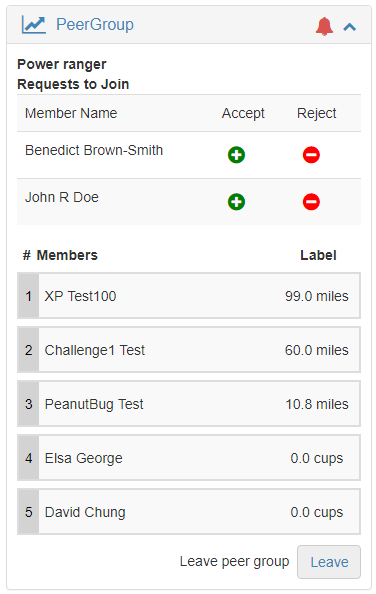 PeerGroup
Power ranger
Requests to Join
Member Name Accept Reject
Benedict Brown-Smith
John R Doe
# Members Label
1 XP Test100 99.0 miles
2 Challenge1 Test 60.0 miles
3 PeanutBug Test 10.8 miles
4 Elsa George 0.0 cups
5 David Chung 0.0 cups
Leave peer group Leave